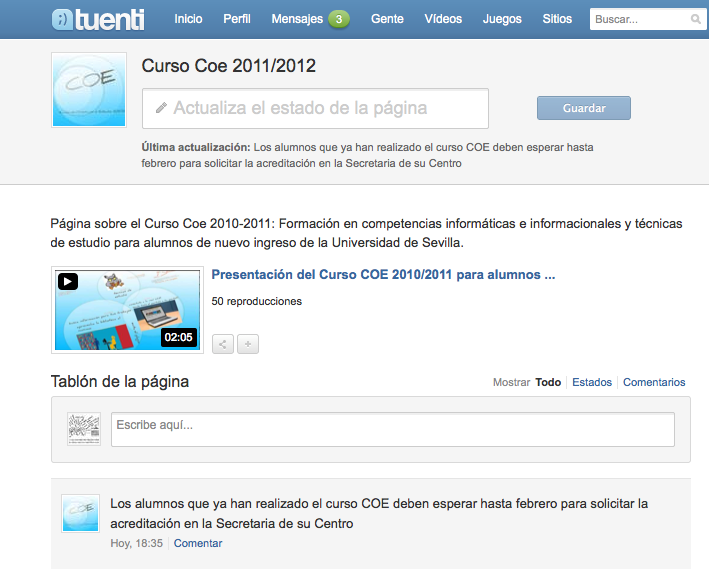 tuenti
Inicio Perfil Mensajes 3 Gente Vídeos Juegos Sitios Buscar...
COE
Curso Coe 2011/2012
Actualiza el estado de la página
Guardar
Última actualización: Los alumnos que ya han realizado el curso COE deben esperar hasta
febrero para solicitar la acreditación en la Secretaria de su Centro
Página sobre el Curso Coe 2010-2011: Formación en competencias informáticas e informacionales y técnicas
de estudio para alumnos de nuevo ingreso de la Universidad de Sevilla.
Presentación del Curso COE 2010/2011 para alumnos ...
50 reproducciones
02:05
Tablón de la página
Mostrar Todo Estados Comentarios
Escribe aquí...
COE
Los alumnos que ya han realizado el curso COE deben esperar hasta febrero para solicitar la
acreditación en la Secretaria de su Centro
Hoy, 18:35 Comentar